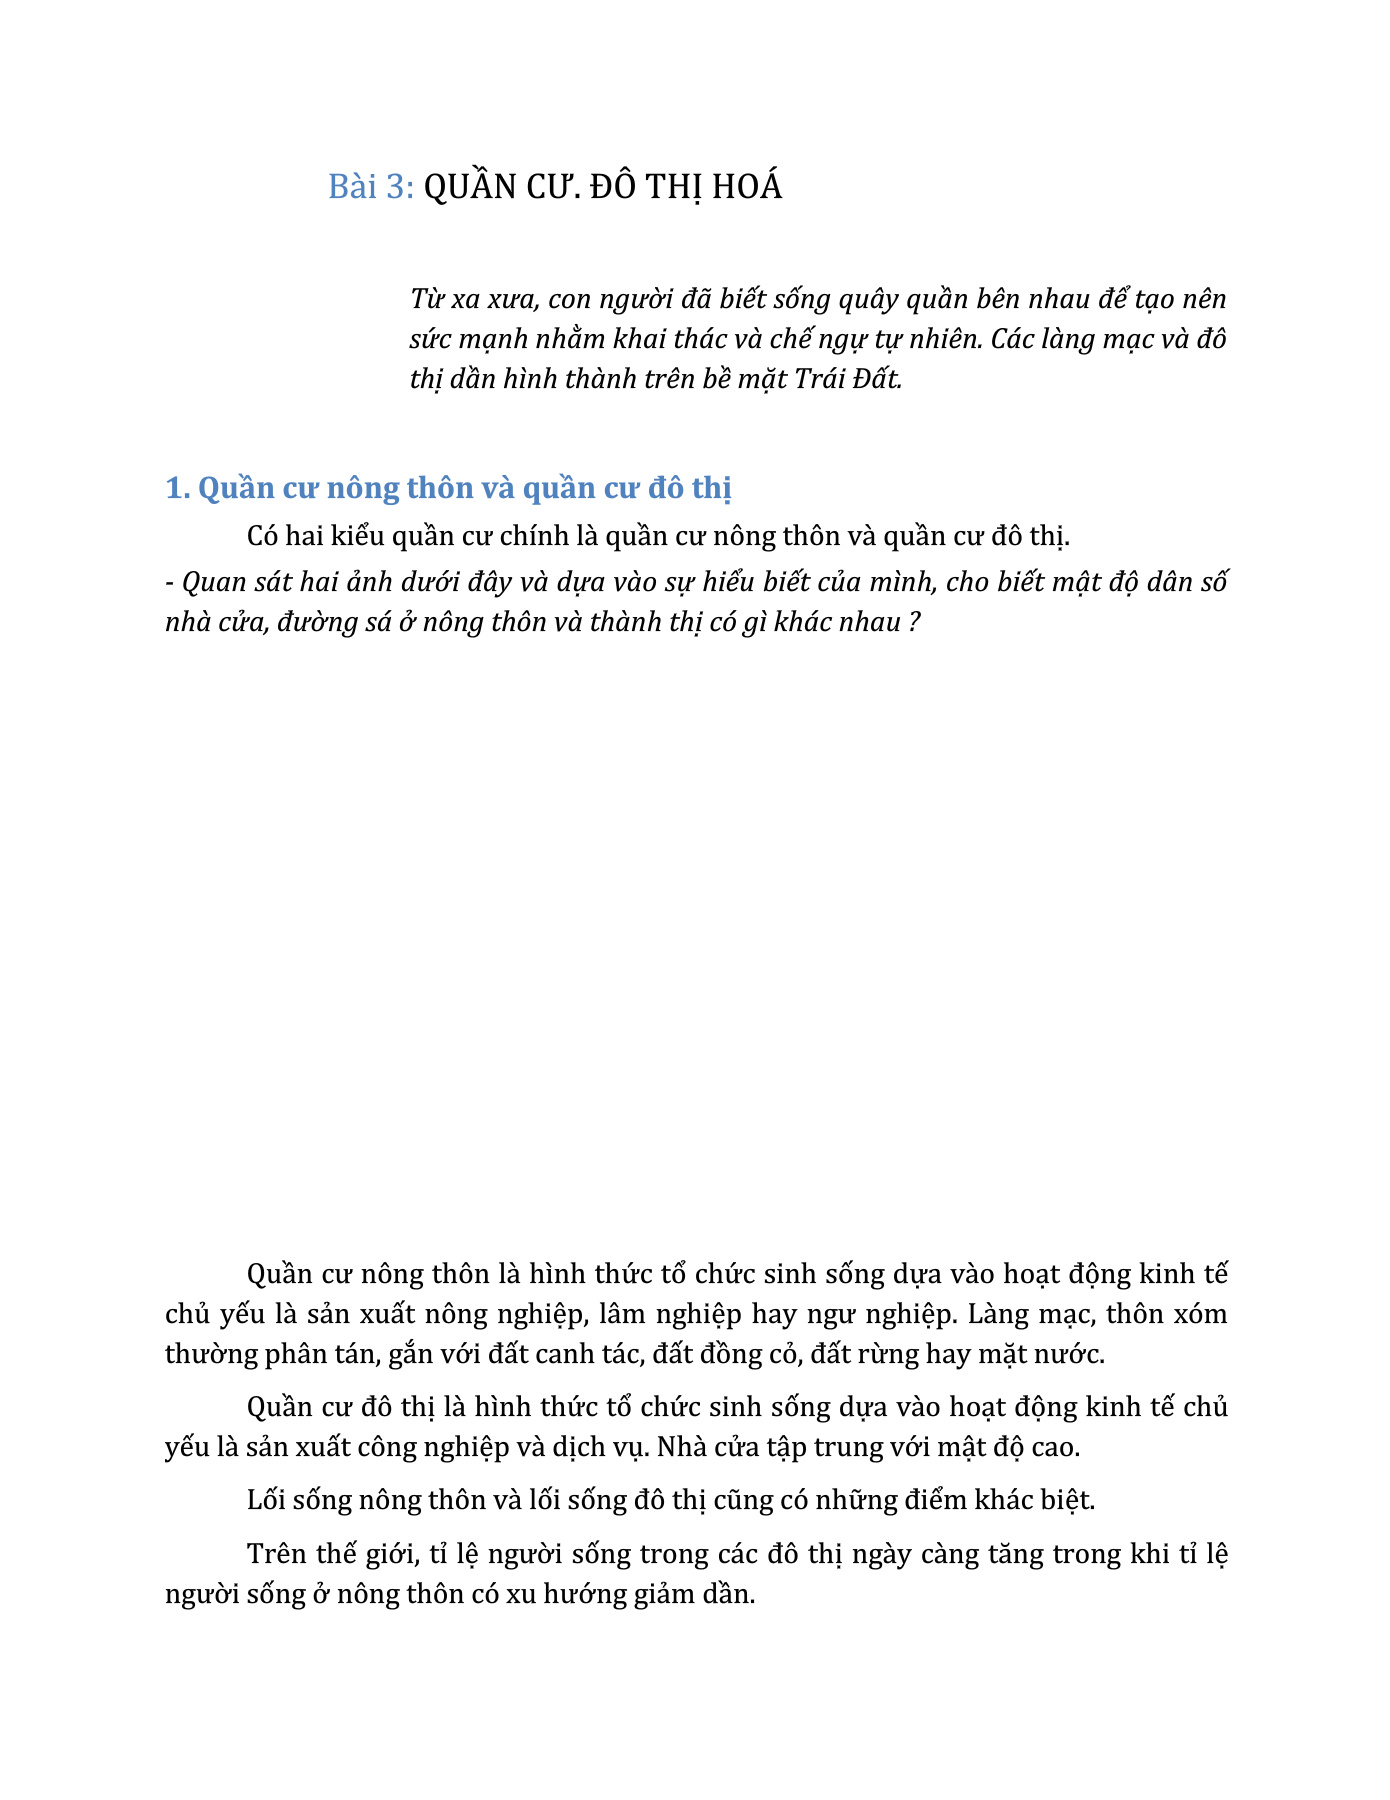 Bài 3: QUẦN CƯ. ĐÔ THỊ HOÁ
Từ xa xưa, con người đã biết sống quây quần bên nhau để tạo nên
sức mạnh nhằm khai thác và chế ngự tự nhiên. Các làng mạc và đô
thị dần hình thành trên bề mặt Trái Đất.
1. Quần cư nông thôn và quần cư đô thị
Có hai kiểu quần cư chính là quần cư nông thôn và quần cư đô thị.
- Quan sát hai ảnh dưới đây và dựa vào sự hiểu biết của mình, cho biết mật độ dân số
nhà cửa, đường sá ở nông thôn và thành thị có gì khác nhau ?
Quần cư nông thôn là hình thức tổ chức sinh sống dựa vào hoạt động kinh tế
chủ yếu là sản xuất nông nghiệp, lâm nghiệp hay ngư nghiệp. Làng mạc, thôn xóm
thường phân tán, gắn với đất canh tác, đất đồng cỏ, đất rừng hay mặt nước.
Quần cư đô thị là hình thức tổ chức sinh sống dựa vào hoạt động kinh tế chủ
yếu là sản xuất công nghiệp và dịch vụ. Nhà cửa tập trung với mật độ cao.
Lối sống nông thôn và lối sống đô thị cũng có những điểm khác biệt.
Trên thế giới, tỉ lệ người sống trong các đô thị ngày càng tăng trong khi tỉ lệ
người sống ở nông thôn có xu hướng giảm dần.